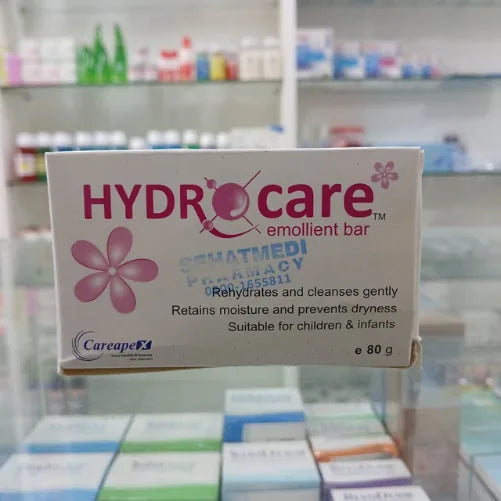 HYDROcare™
emollient bar
SEHATMEDI
PHARMACY
0300-1655811
Rehydrates and cleanses gently
Retains moisture and prevents dryness
Suitable for children & infants
Careapex
e 80 g